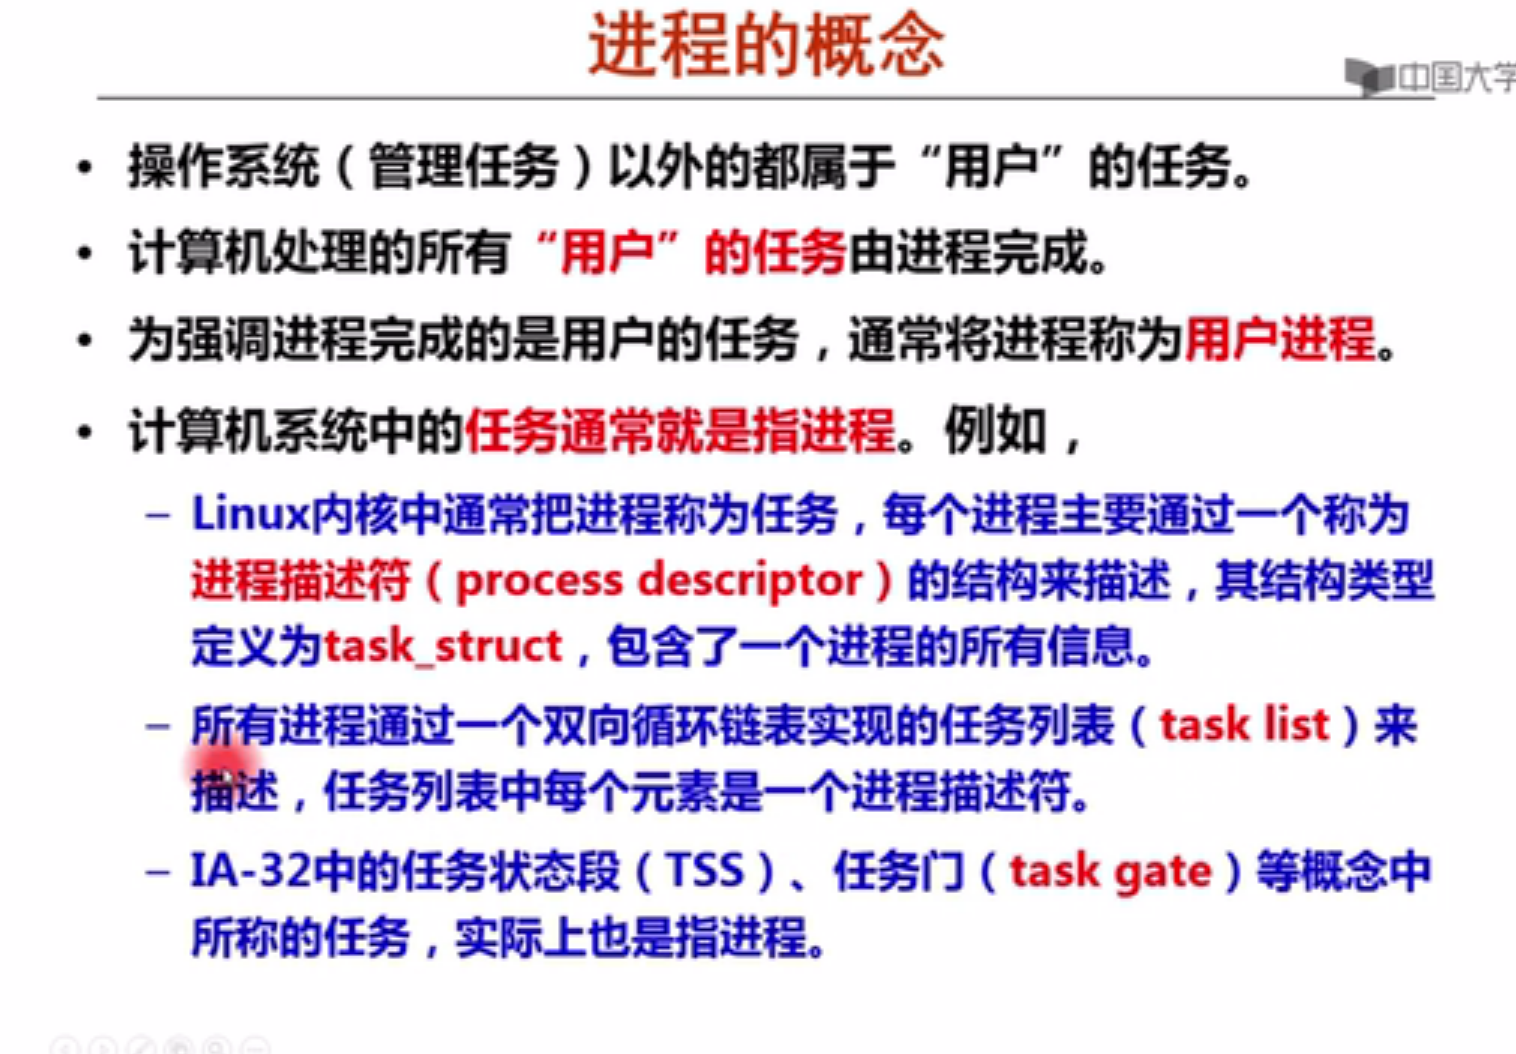 进程的概念
中国大学
• 操作系统（管理任务）以外的都属于“用户”的任务。
• 计算机处理的所有“用户”的任务由进程完成。
• 为强调进程完成的是用户的任务，通常将进程称为用户进程。
• 计算机系统中的任务通常就是指进程。例如，
– Linux内核中通常把进程称为任务，每个进程主要通过一个称为
进程描述符（process descriptor）的结构来描述，其结构类型
定义为task_struct，包含了一个进程的所有信息。
– 所有进程通过一个双向循环链表实现的任务列表（task list）来
描述，任务列表中每个元素是一个进程描述符。
– IA-32中的任务状态段（TSS）、任务门（task gate）等概念中
所称的任务，实际上也是指进程。